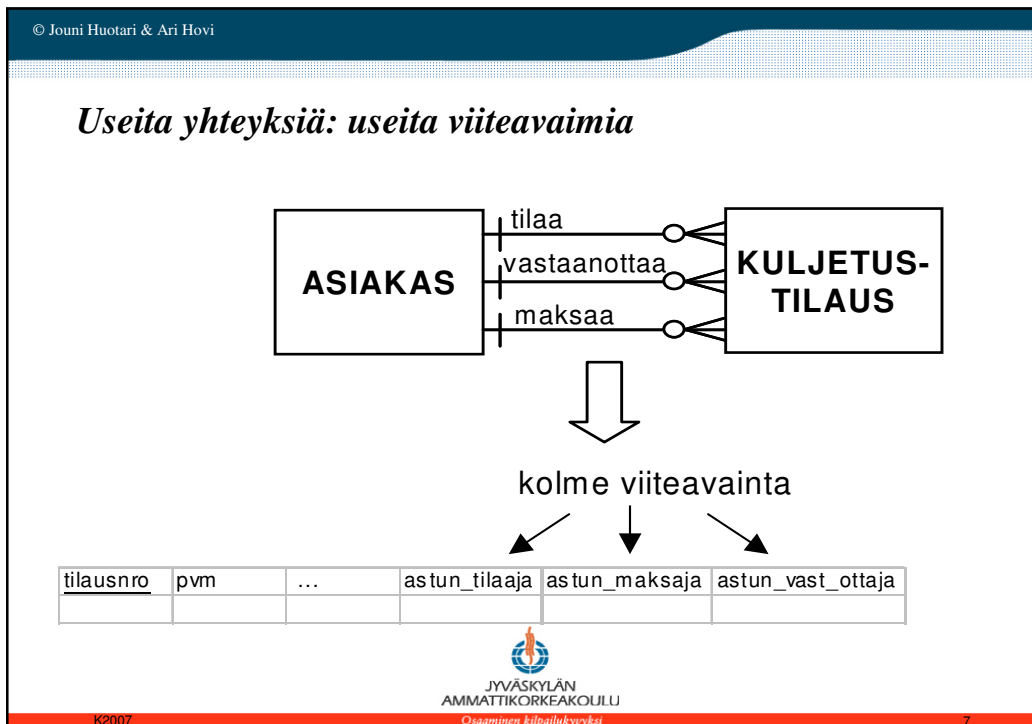 © Jouni Huotari & Ari Hovi
Useita yhteyksiä: useita viiteavaimia
tilaa
vastaanottaa
maksaa
ASIAKAS
KULJETUS-
TILAUS
kolme viiteavainta
tilausnro pvm ... astun_tilaaja astun_maksaja astun_vast_ottaja
JYVÄSKYLÄN
AMMATTIKORKEAKOULU
K2007 Osaaminen kilpailukyvyksi 7